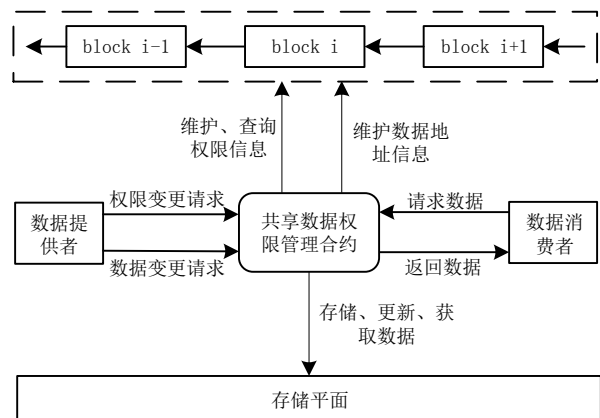 block i-1
block i
block i+1
维护、查询
权限信息
维护数据地
址信息
数据提
供者
权限变更请求
数据变更请求
共享数据权
限管理合约
请求数据
返回数据
数据消
费者
存储、更新、获
取数据
存储平面